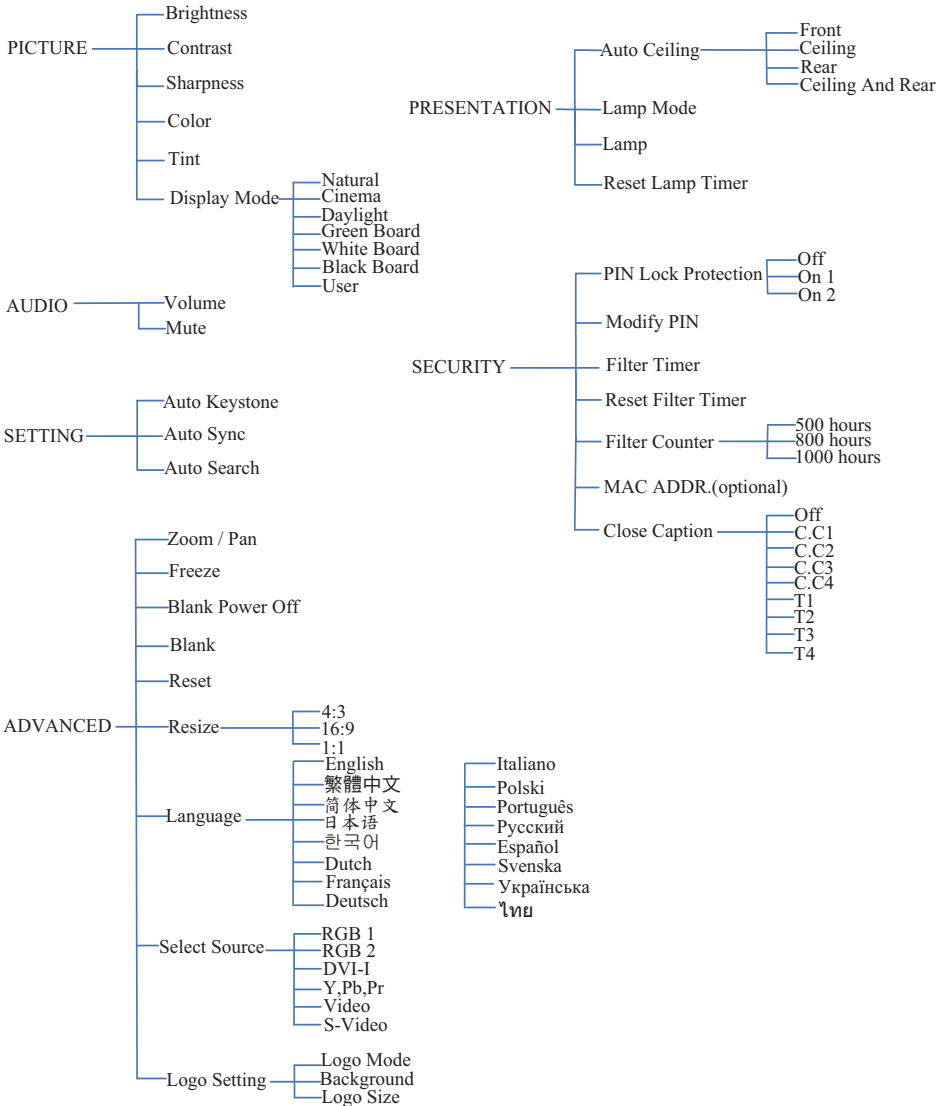 PICTURE
Brightness
Contrast
Sharpness
Color
Tint
Display Mode
Natural
Cinema
Daylight
Green Board
White Board
Black Board
User
AUDIO
Volume
Mute
SETTING
Auto Keystone
Auto Sync
Auto Search
ADVANCED
Zoom / Pan
Freeze
Blank Power Off
Blank
Reset
Resize
4:3
16:9
1:1
Language
English
繁體中文
简体中文
日本语
한국어
Dutch
Français
Deutsch
Italiano
Polski
Português
Русский
Español
Svenska
Українська
ไทย
Select Source
RGB 1
RGB 2
DVI-I
Y,Pb,Pr
Video
S-Video
Logo Setting
Logo Mode
Background
Logo Size
PRESENTATION
Auto Ceiling
Front
Ceiling
Rear
Ceiling And Rear
Lamp Mode
Lamp
Reset Lamp Timer
SECURITY
PIN Lock Protection
Off
On 1
On 2
Modify PIN
Filter Timer
Reset Filter Timer
Filter Counter
500 hours
800 hours
1000 hours
MAC ADDR.(optional)
Close Caption
Off
C.C1
C.C2
C.C3
C.C4
T1
T2
T3
T4